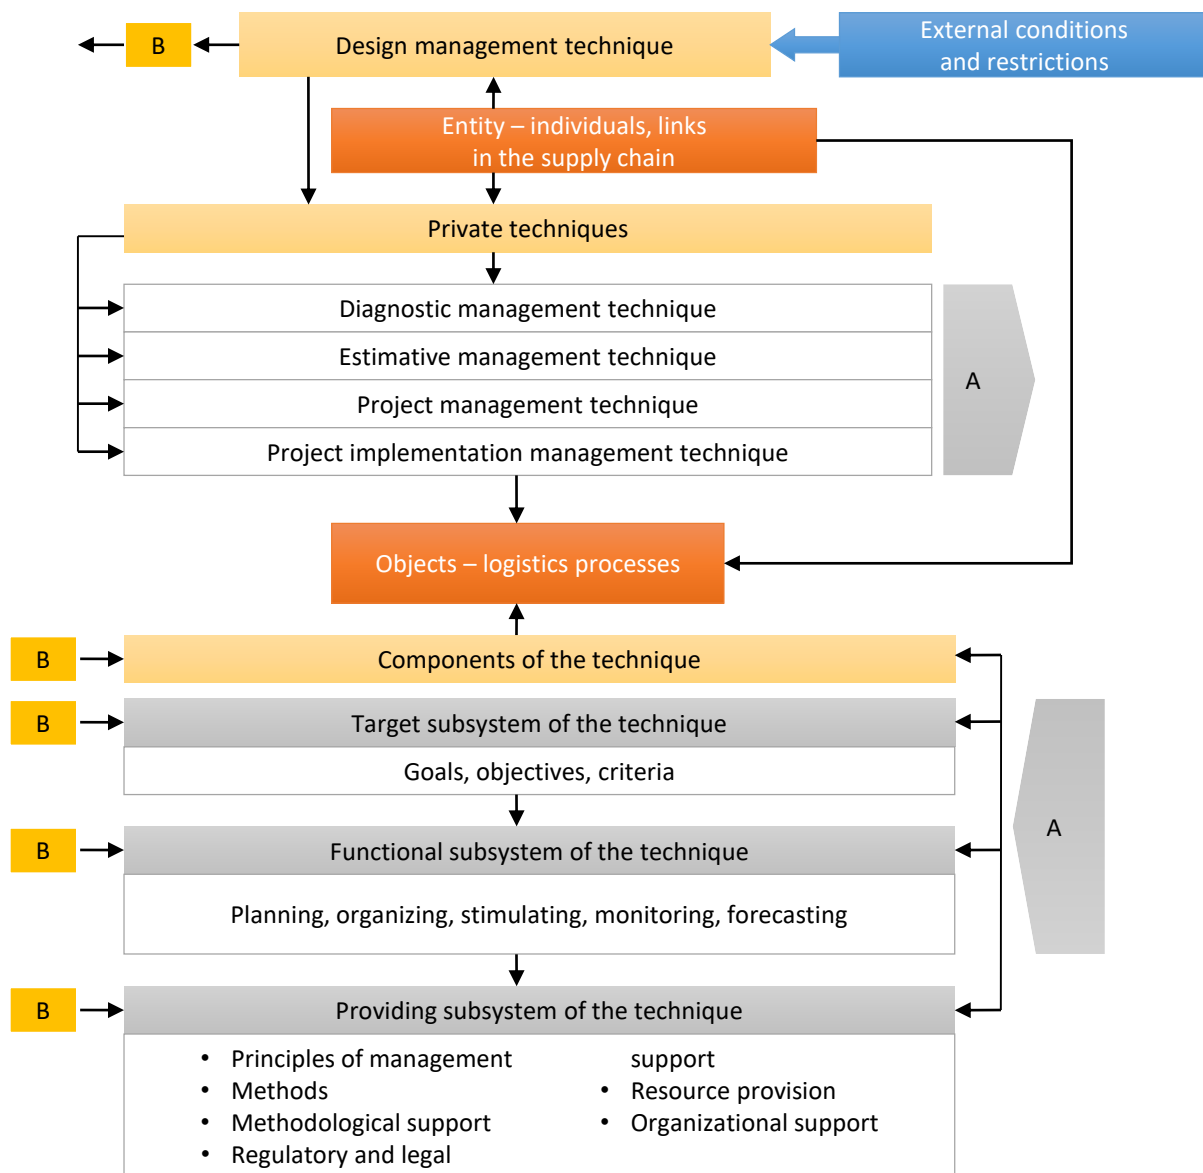 B
Design management technique
External conditions
and restrictions
Entity – individuals, links
in the supply chain
Private techniques
Diagnostic management technique
Estimative management technique
Project management technique
Project implementation management technique
A
Objects – logistics processes
B
Components of the technique
B
Target subsystem of the technique
Goals, objectives, criteria
B
Functional subsystem of the technique
A
Planning, organizing, stimulating, monitoring, forecasting
B
Providing subsystem of the technique
• Principles of management
• Methods
• Methodological support
• Regulatory and legal
support
• Resource provision
• Organizational support